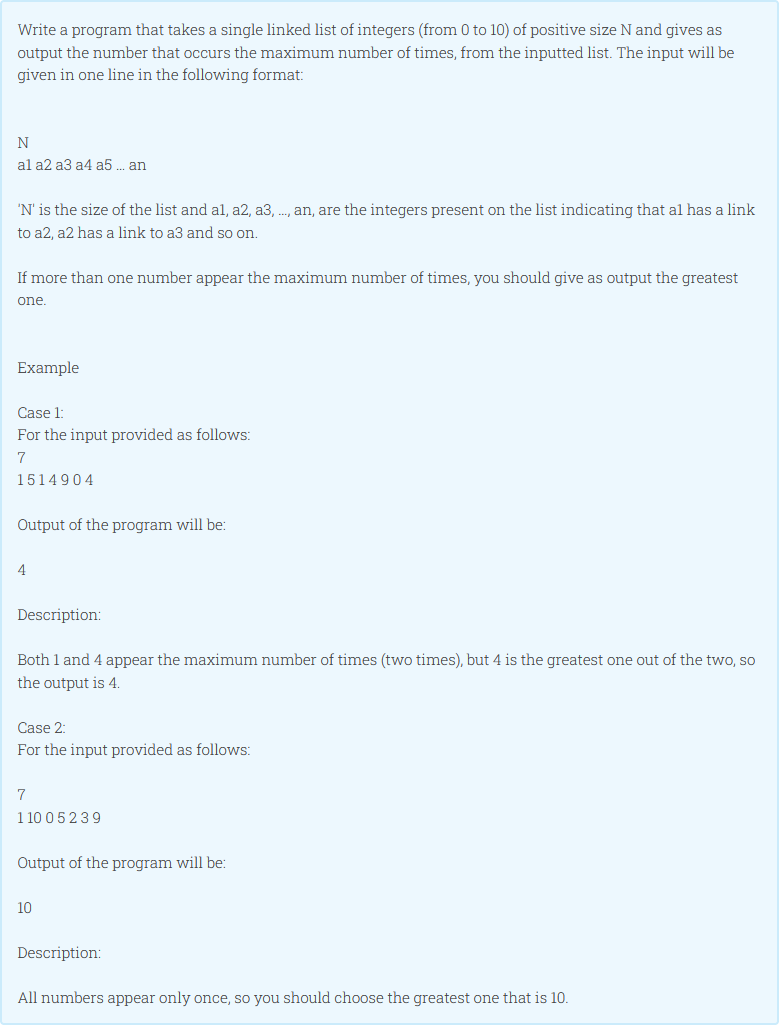 Write a program that takes a single linked list of integers (from 0 to 10) of positive size N and gives as
output the number that occurs the maximum number of times, from the inputted list. The input will be
given in one line in the following format:
N
a1 a2 a3 a4 a5 ... an
'N' is the size of the list and a1, a2, a3, ..., an, are the integers present on the list indicating that a1 has a link
to a2, a2 has a link to a3 and so on.
If more than one number appear the maximum number of times, you should give as output the greatest
one.
Example
Case 1:
For the input provided as follows:
7
1 5 1 4 9 0 4
Output of the program will be:
4
Description:
Both 1 and 4 appear the maximum number of times (two times), but 4 is the greatest one out of the two, so
the output is 4.
Case 2:
For the input provided as follows:
7
1 10 0 5 2 3 9
Output of the program will be:
10
Description:
All numbers appear only once, so you should choose the greatest one that is 10.